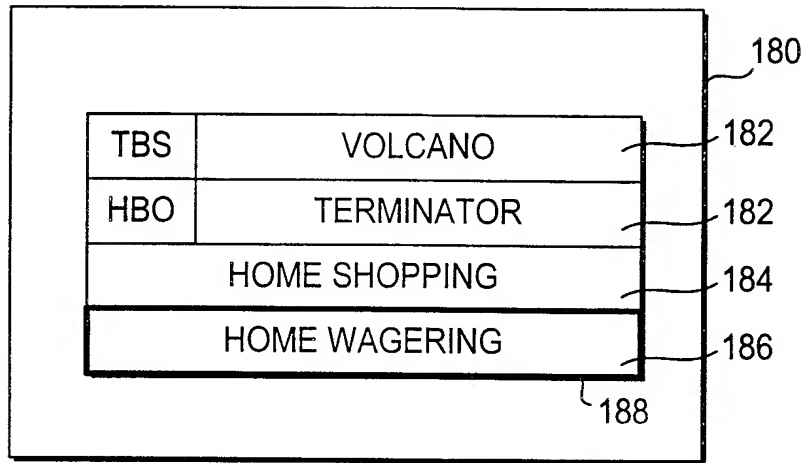 180
TBS VOLCANO 182
HBO TERMINATOR 182
HOME SHOPPING 184
HOME WAGERING 186
188